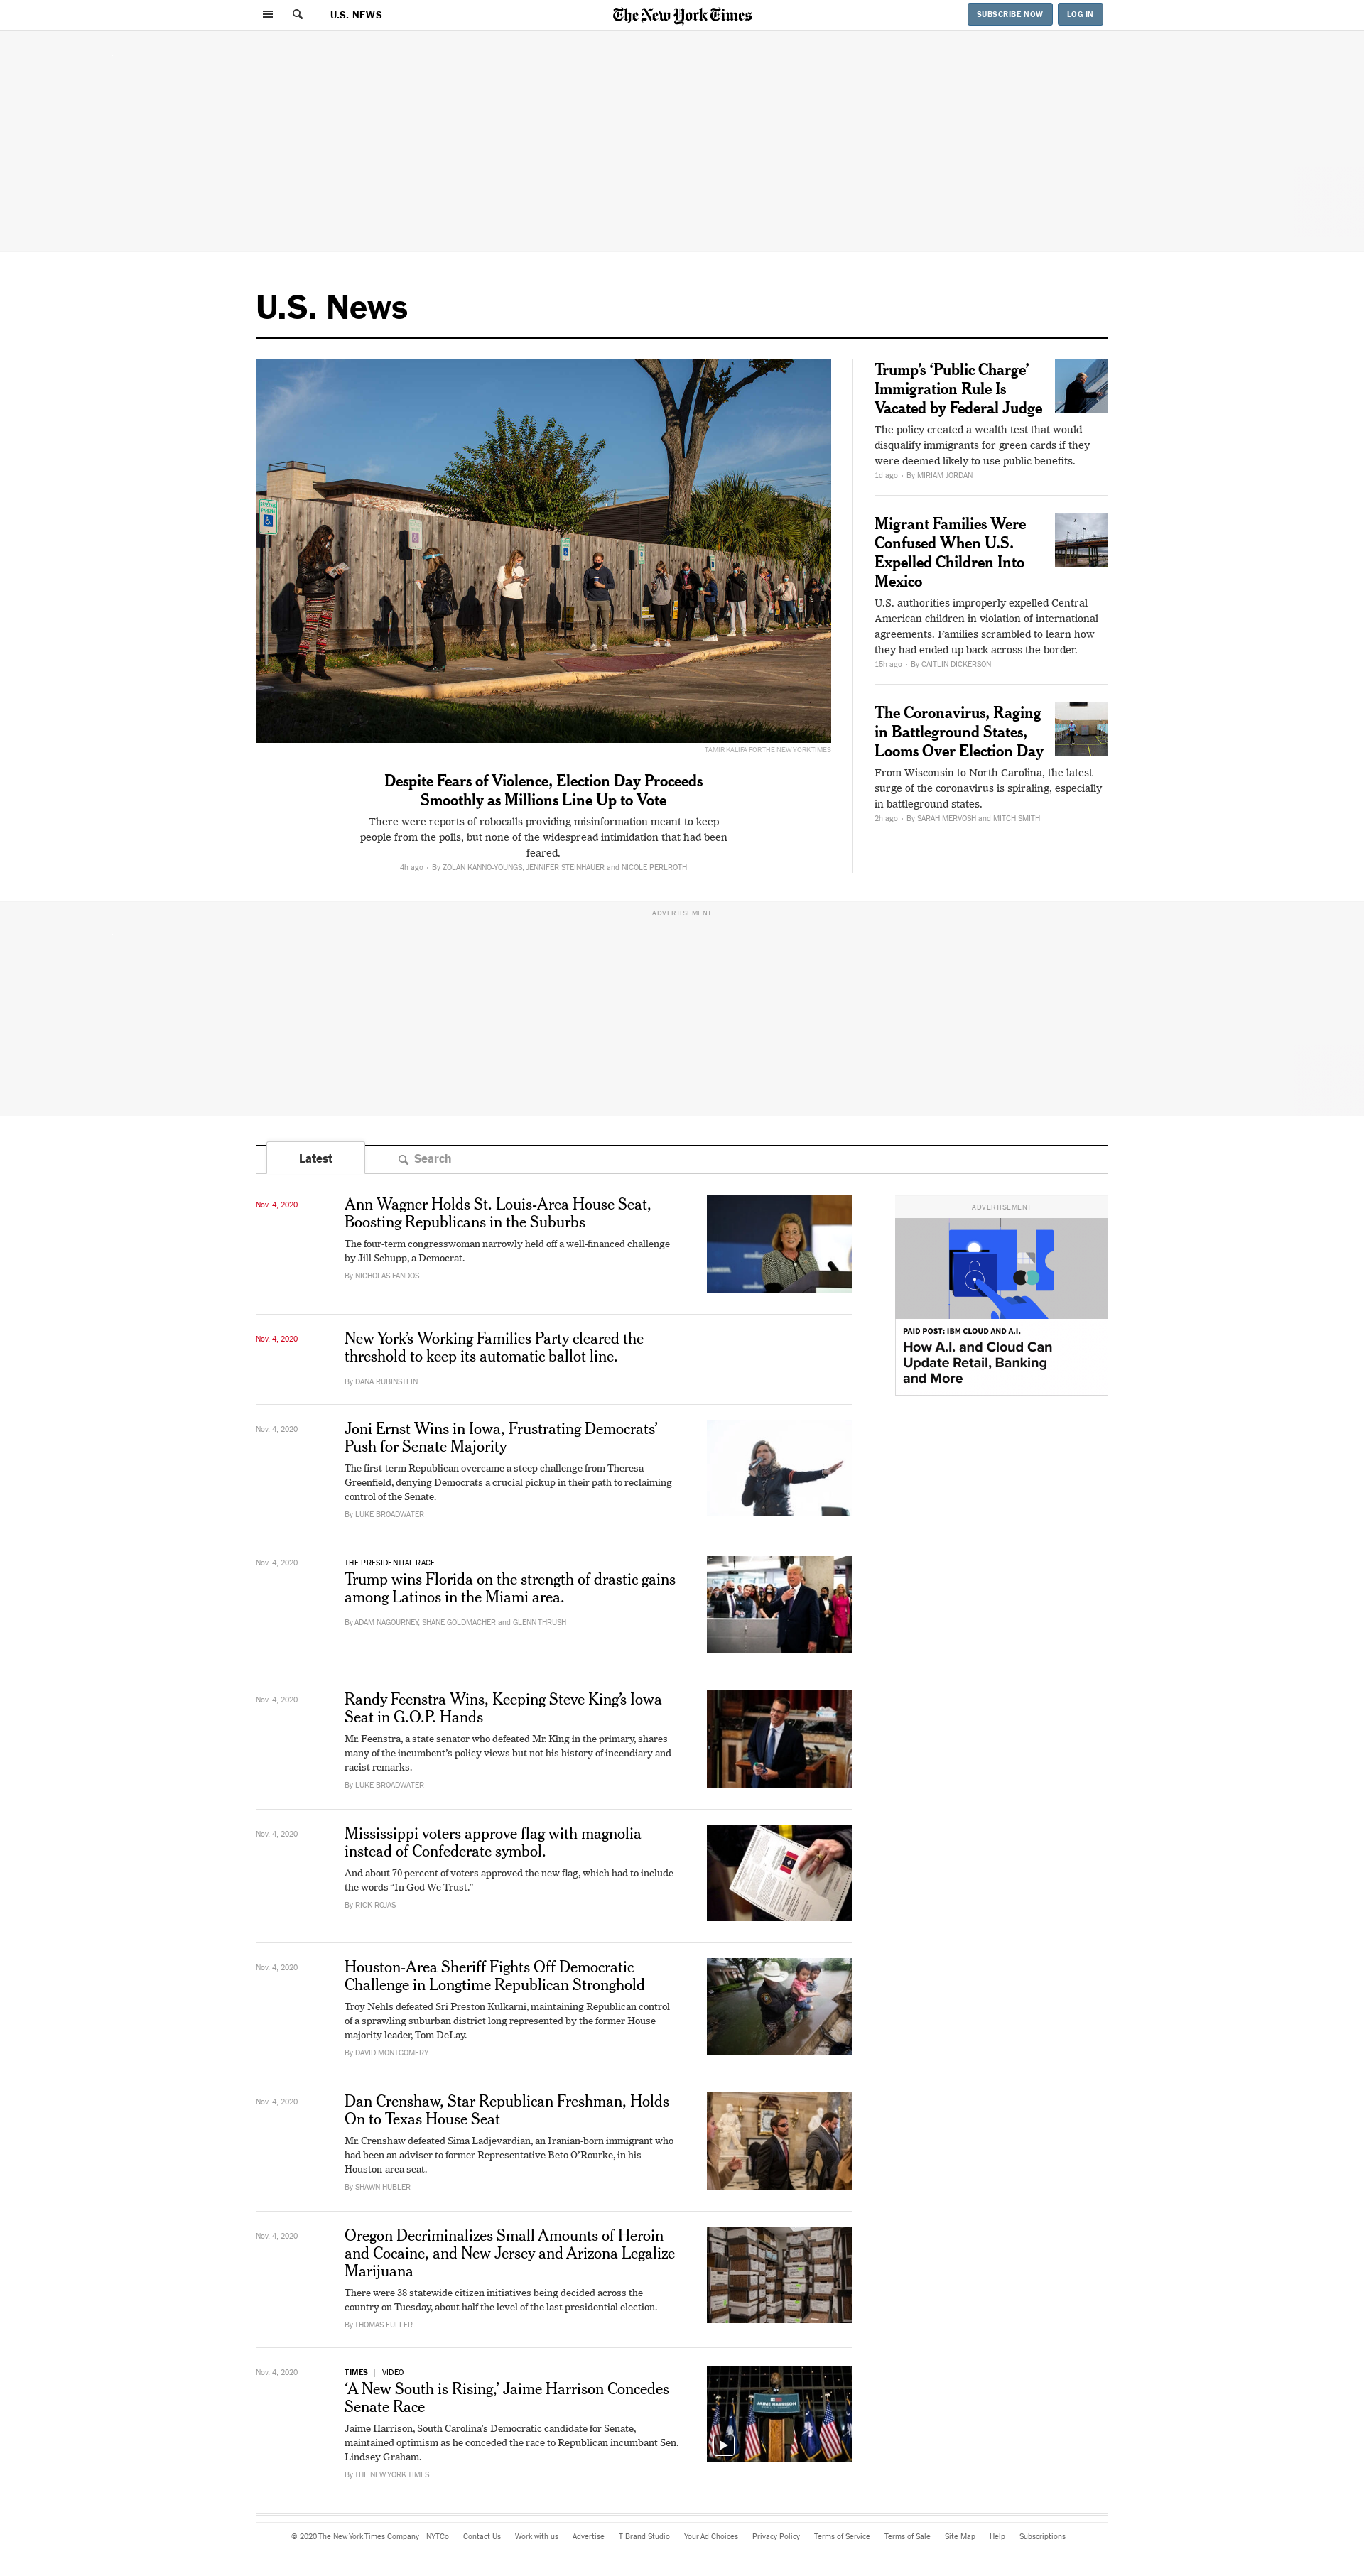 U.S. NEWS
The New York Times
SUBSCRIBE NOW
LOG IN
U.S. News
TAMIR KALIFA FOR THE NEW YORK TIMES
Despite Fears of Violence, Election Day Proceeds
Smoothly as Millions Line Up to Vote
There were reports of robocalls providing misinformation meant to keep
people from the polls, but none of the widespread intimidation that had been
feared.
4h ago • By ZOLAN KANNO-YOUNGS, JENNIFER STEINHAUER and NICOLE PERLROTH
Trump’s ‘Public Charge’
Immigration Rule Is
Vacated by Federal Judge
The policy created a wealth test that would
disqualify immigrants for green cards if they
were deemed likely to use public benefits.
1d ago • By MIRIAM JORDAN
Migrant Families Were
Confused When U.S.
Expelled Children Into
Mexico
U.S. authorities improperly expelled Central
American children in violation of international
agreements. Families scrambled to learn how
they had ended up back across the border.
15h ago • By CAITLIN DICKERSON
The Coronavirus, Raging
in Battleground States,
Looms Over Election Day
From Wisconsin to North Carolina, the latest
surge of the coronavirus is spiraling, especially
in battleground states.
2h ago • By SARAH MERVOSH and MITCH SMITH
ADVERTISEMENT
Latest
Search
Nov. 4, 2020
Ann Wagner Holds St. Louis-Area House Seat,
Boosting Republicans in the Suburbs
The four-term congresswoman narrowly held off a well-financed challenge
by Jill Schupp, a Democrat.
By NICHOLAS FANDOS
ADVERTISEMENT
PAID POST: IBM CLOUD AND A.I.
How A.I. and Cloud Can
Update Retail, Banking
and More
Nov. 4, 2020
New York’s Working Families Party cleared the
threshold to keep its automatic ballot line.
By DANA RUBINSTEIN
Nov. 4, 2020
Joni Ernst Wins in Iowa, Frustrating Democrats’
Push for Senate Majority
The first-term Republican overcame a steep challenge from Theresa
Greenfield, denying Democrats a crucial pickup in their path to reclaiming
control of the Senate.
By LUKE BROADWATER
Nov. 4, 2020
THE PRESIDENTIAL RACE
Trump wins Florida on the strength of drastic gains
among Latinos in the Miami area.
By ADAM NAGOURNEY, SHANE GOLDMACHER and GLENN THRUSH
Nov. 4, 2020
Randy Feenstra Wins, Keeping Steve King’s Iowa
Seat in G.O.P. Hands
Mr. Feenstra, a state senator who defeated Mr. King in the primary, shares
many of the incumbent’s policy views but not his history of incendiary and
racist remarks.
By LUKE BROADWATER
Nov. 4, 2020
Mississippi voters approve flag with magnolia
instead of Confederate symbol.
And about 70 percent of voters approved the new flag, which had to include
the words “In God We Trust.”
By RICK ROJAS
Nov. 4, 2020
Houston-Area Sheriff Fights Off Democratic
Challenge in Longtime Republican Stronghold
Troy Nehls defeated Sri Preston Kulkarni, maintaining Republican control
of a sprawling suburban district long represented by the former House
majority leader, Tom DeLay.
By DAVID MONTGOMERY
Nov. 4, 2020
Dan Crenshaw, Star Republican Freshman, Holds
On to Texas House Seat
Mr. Crenshaw defeated Sima Ladjevardian, an Iranian-born immigrant who
had been an adviser to former Representative Beto O’Rourke, in his
Houston-area seat.
By SHAWN HUBLER
Nov. 4, 2020
Oregon Decriminalizes Small Amounts of Heroin
and Cocaine, and New Jersey and Arizona Legalize
Marijuana
There were 38 statewide citizen initiatives being decided across the
country on Tuesday, about half the level of the last presidential election.
By THOMAS FULLER
Nov. 4, 2020
TIMES | VIDEO
‘A New South is Rising,’ Jaime Harrison Concedes
Senate Race
Jaime Harrison, South Carolina's Democratic candidate for Senate,
maintained optimism as he conceded the race to Republican incumbant Sen.
Lindsey Graham.
By THE NEW YORK TIMES
JAIME HARRISON
© 2020 The New York Times Company NYTCo Contact Us Work with us Advertise T Brand Studio Your Ad Choices Privacy Policy Terms of Service Terms of Sale Site Map Help Subscriptions